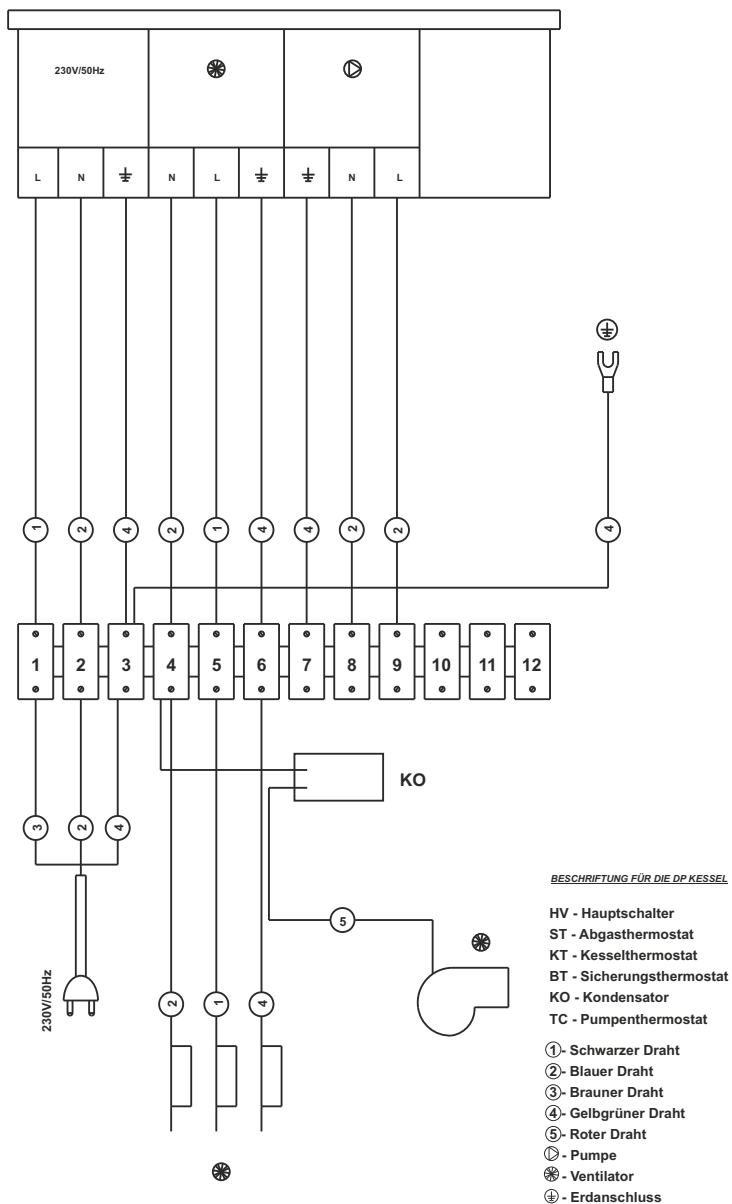 230V/50Hz
L N N L N L
1 2 4 2 1 4 4 2 2 4
1 2 3 4 5 6 7 8 9 10 11 12
KO
3 2 4
5
230V/50Hz
2 1 4
BESCHRIFTUNG FÜR DIE DP KESSEL
HV - Hauptschalter
ST - Abgasthermostat
KT - Kesselthermostat
BT - Sicherungsthermostat
KO - Kondensator
TC - Pumpenthermostat
1 - Schwarzer Draht
2 - Blauer Draht
3 - Brauner Draht
4 - Gelbgrüner Draht
5 - Roter Draht
- Pumpe
- Ventilator
- Erdanschluss